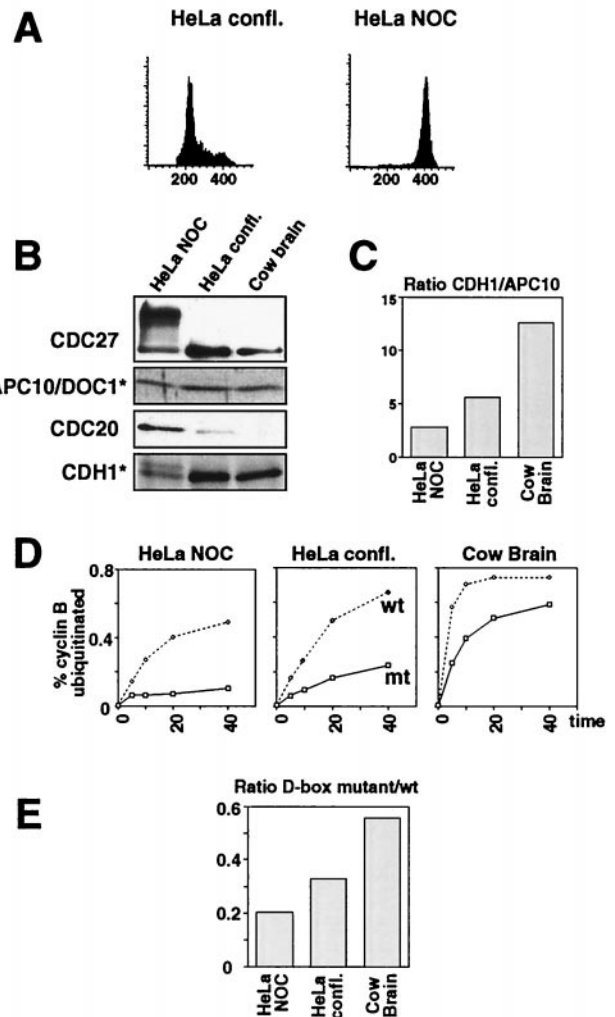 A
HeLa confl.
HeLa NOC
200 400
200 400
B
HeLa NOC
HeLa confl.
Cow brain
CDC27
APC10/DOC1*
CDC20
CDH1*
C
Ratio CDH1/APC10
15
10
5
0
HeLa NOC
HeLa confl.
Cow Brain
D
HeLa NOC
HeLa confl.
Cow Brain
% cyclin B ubiquitinated
0.8
0.4
0
wt
mt
0 20 40
0 20 40
0 20 40
time
E
Ratio D-box mutant/wt
0.6
0.4
0.2
0
HeLa NOC
HeLa confl.
Cow Brain